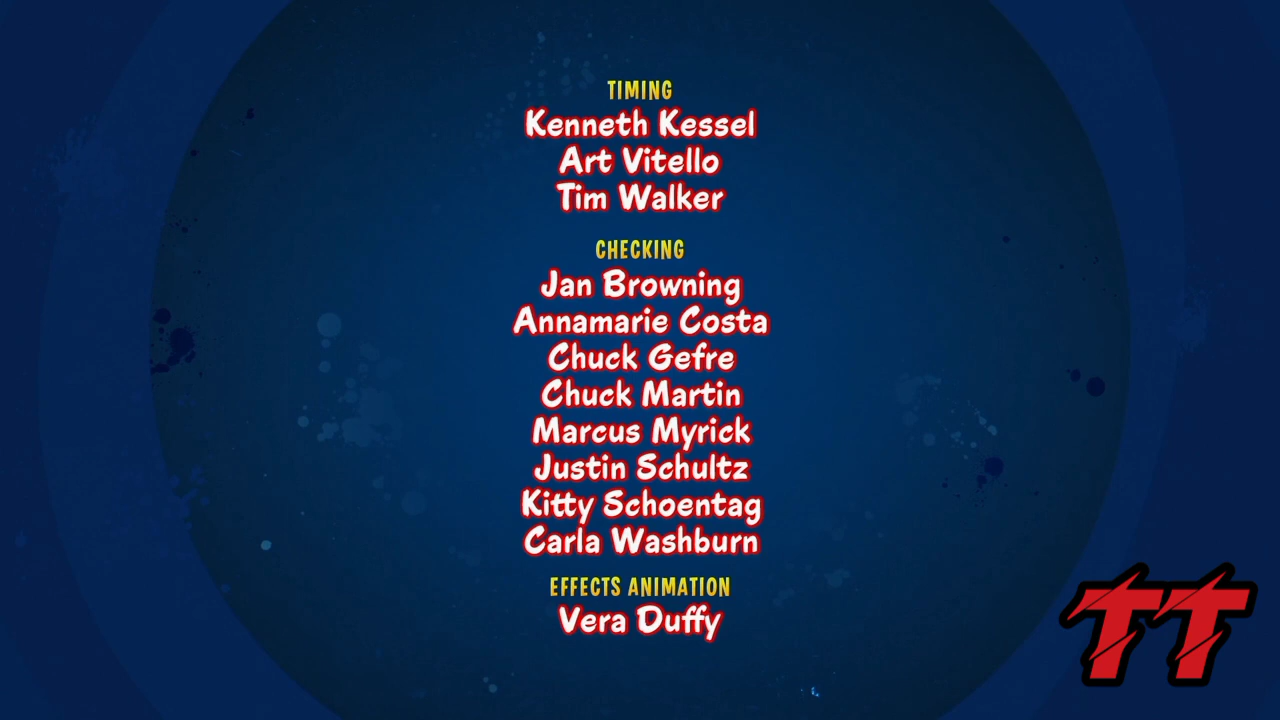 TIMING
Kenneth Kessel
Art Vitello
Tim Walker
CHECKING
Jan Browning
Annamarie Costa
Chuck Gefre
Chuck Martin
Marcus Myrick
Justin Schultz
Kitty Schoentag
Carla Washburn
EFFECTS ANIMATION
Vera Duffy
TT